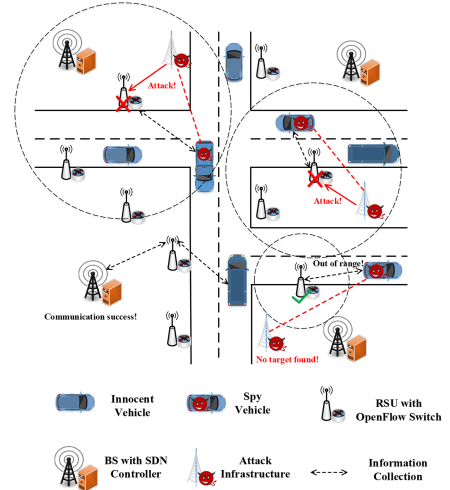 Attack!
Attack!
Out of range!
Communication success!
No target found!
Innocent
Vehicle
Spy
Vehicle
RSU with
OpenFlow Switch
BS with SDN
Controller
Attack
Infrastructure
Information
Collection